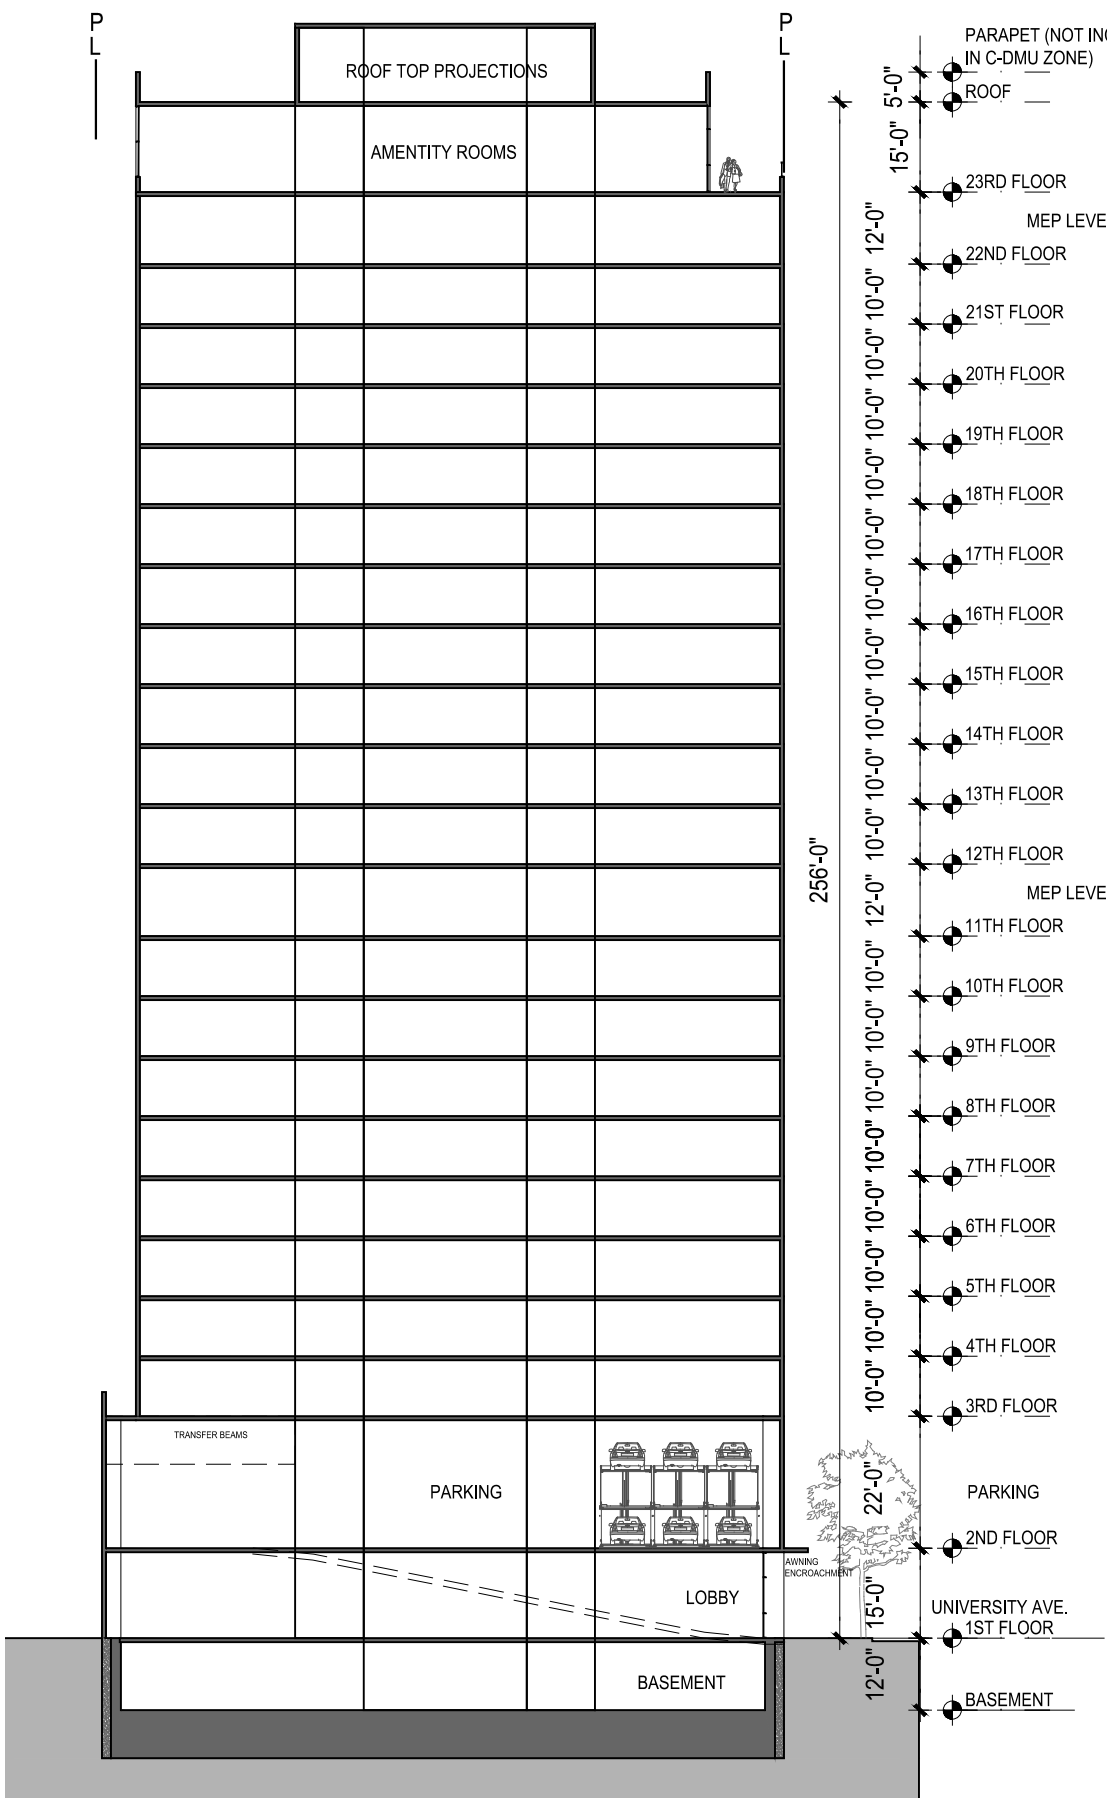 P
L
P
L
ROOF TOP PROJECTIONS
AMENTITY ROOMS
TRANSFER BEAMS
PARKING
AWNING
ENCROACHMENT
LOBBY
BASEMENT
256'-0"
5'-0"
15'-0"
12'-0"
10'-0"
10'-0"
10'-0"
10'-0"
10'-0"
10'-0"
10'-0"
10'-0"
10'-0"
10'-0"
12'-0"
10'-0"
10'-0"
10'-0"
10'-0"
10'-0"
10'-0"
10'-0"
10'-0"
22'-0"
15'-0"
12'-0"
PARAPET (NOT IN
IN C-DMU ZONE)
ROOF
23RD FLOOR
MEP LEVE
22ND FLOOR
21ST FLOOR
20TH FLOOR
19TH FLOOR
18TH FLOOR
17TH FLOOR
16TH FLOOR
15TH FLOOR
14TH FLOOR
13TH FLOOR
12TH FLOOR
MEP LEVE
11TH FLOOR
10TH FLOOR
9TH FLOOR
8TH FLOOR
7TH FLOOR
6TH FLOOR
5TH FLOOR
4TH FLOOR
3RD FLOOR
PARKING
2ND FLOOR
UNIVERSITY AVE.
1ST FLOOR
BASEMENT